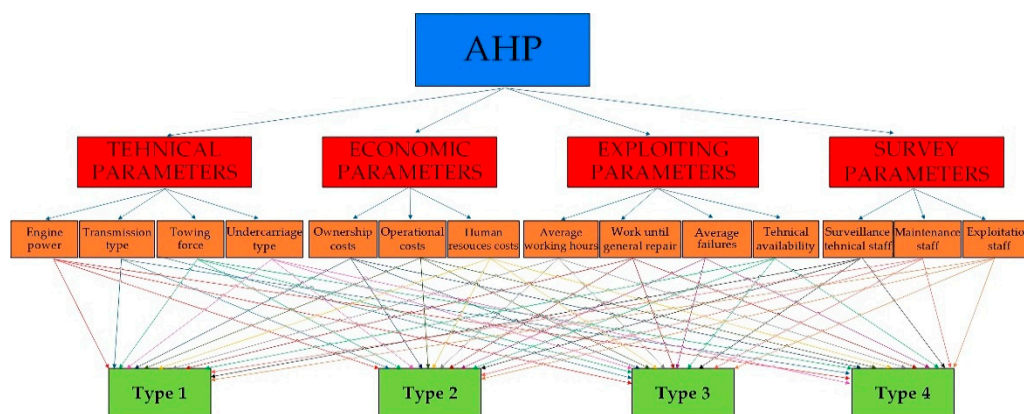 AHP
TEHNICAL
PARAMETERS
ECONOMIC
PARAMETERS
EXPLOITING
PARAMETERS
SURVEY
PARAMETERS
Engine
power
Transmission
type
Towing
force
Undercarriage
type
Ownership
costs
Operational
costs
Human
resouces costs
Average
working hours
Work until
general repair
Average
failures
Tehnical
availability
Surveillance
tehnical staff
Maintenance
staff
Exploitation
staff
Type 1
Type 2
Type 3
Type 4